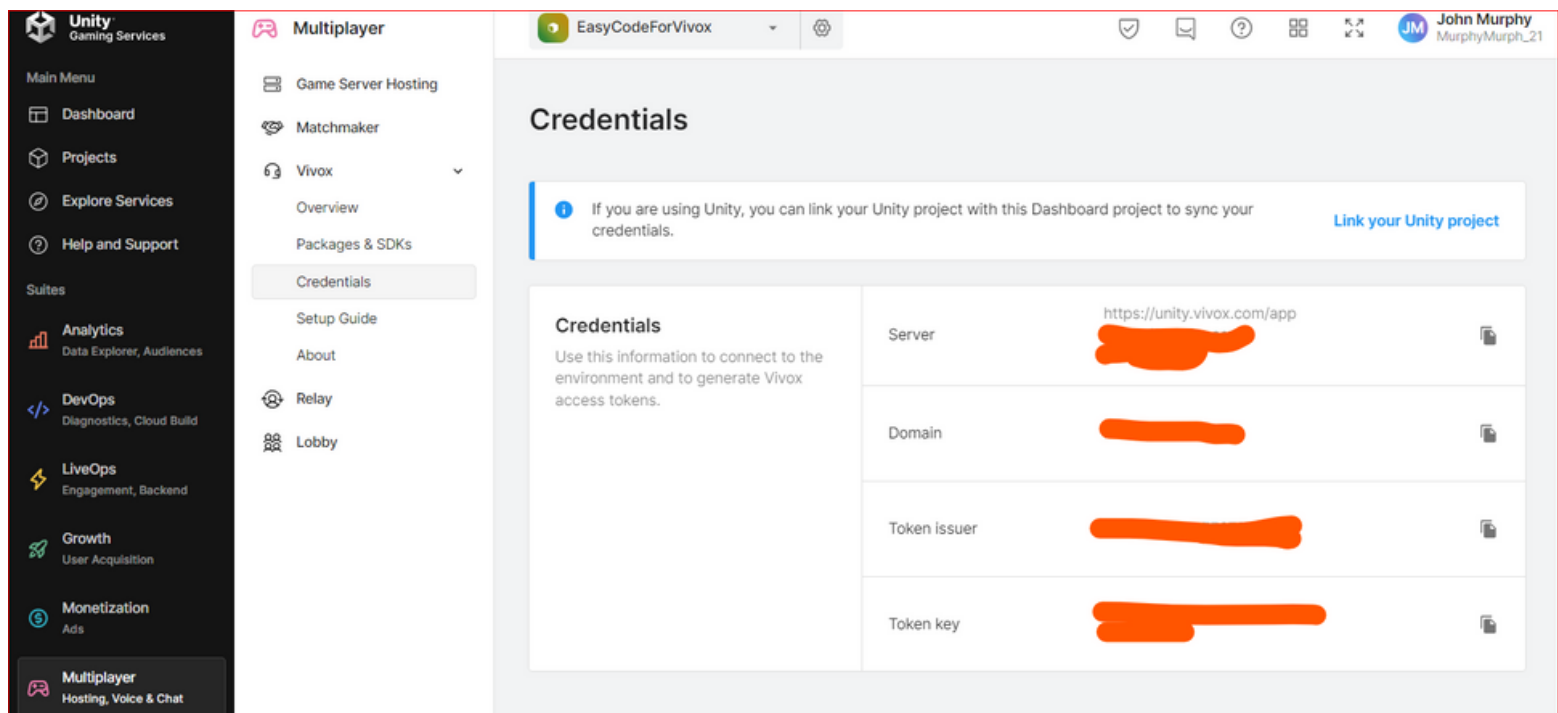 Unity
Gaming Services
Main Menu
Dashboard
Projects
Explore Services
Help and Support
Suites
Analytics
Data Explorer, Audiences
DevOps
Diagnostics, Cloud Build
LiveOps
Engagement, Backend
Growth
User Acquisition
Monetization
Ads
Multiplayer
Hosting, Voice & Chat
Multiplayer
Game Server Hosting
Matchmaker
Vivox
Overview
Packages & SDKs
Credentials
Setup Guide
About
Relay
Lobby
EasyCodeForVivox
JM
John Murphy
MurphyMurph_21
Credentials
If you are using Unity, you can link your Unity project with this Dashboard project to sync your
credentials.
Link your Unity project
Credentials
Use this information to connect to the
environment and to generate Vivox
access tokens.
Server
https://unity.vivox.com/app
Domain
Token issuer
Token key